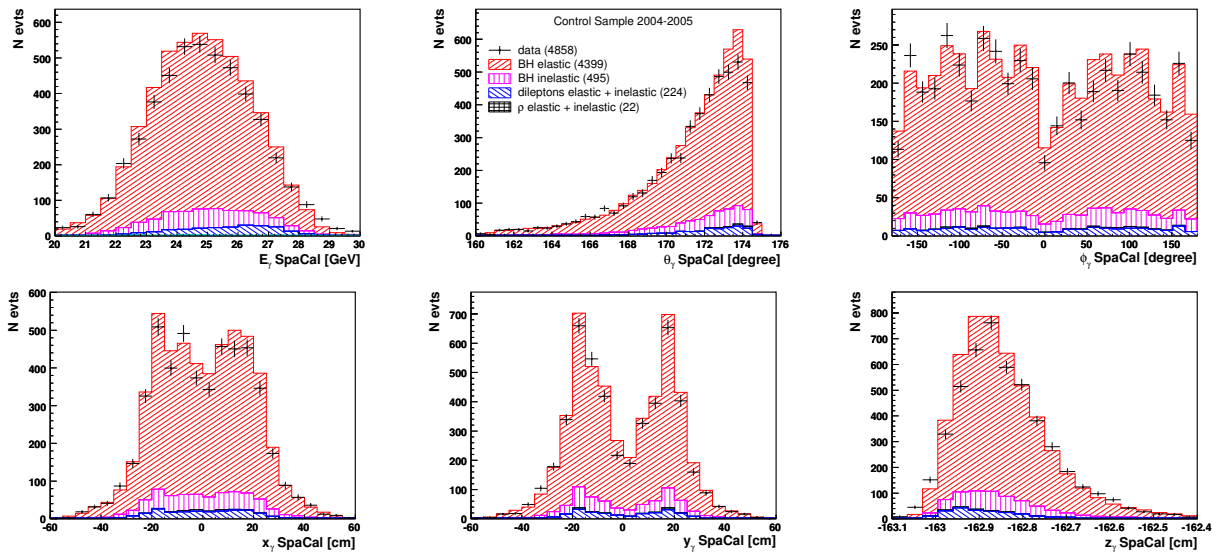 N evts
600
500
400
300
200
100
0
20 21 22 23 24 25 26 27 28 29 30
E_γ SpaCal [GeV]
N evts
600
500
400
300
200
100
0
160 162 164 166 168 170 172 174 176
θ_γ SpaCal [degree]
Control Sample 2004-2005
data (4858)
BH elastic (4399)
BH inelastic (495)
dileptons elastic + inelastic (224)
ρ elastic + inelastic (22)
N evts
250
200
150
100
50
0
-150 -100 -50 0 50 100 150
ϕ_γ SpaCal [degree]
N evts
600
500
400
300
200
100
0
-60 -40 -20 0 20 40 60
x_γ SpaCal [cm]
N evts
700
600
500
400
300
200
100
0
-60 -40 -20 0 20 40 60
y_γ SpaCal [cm]
N evts
800
700
600
500
400
300
200
100
0
-163.1 -163 -162.9 -162.8 -162.7 -162.6 -162.5 -162.4
z_γ SpaCal [cm]